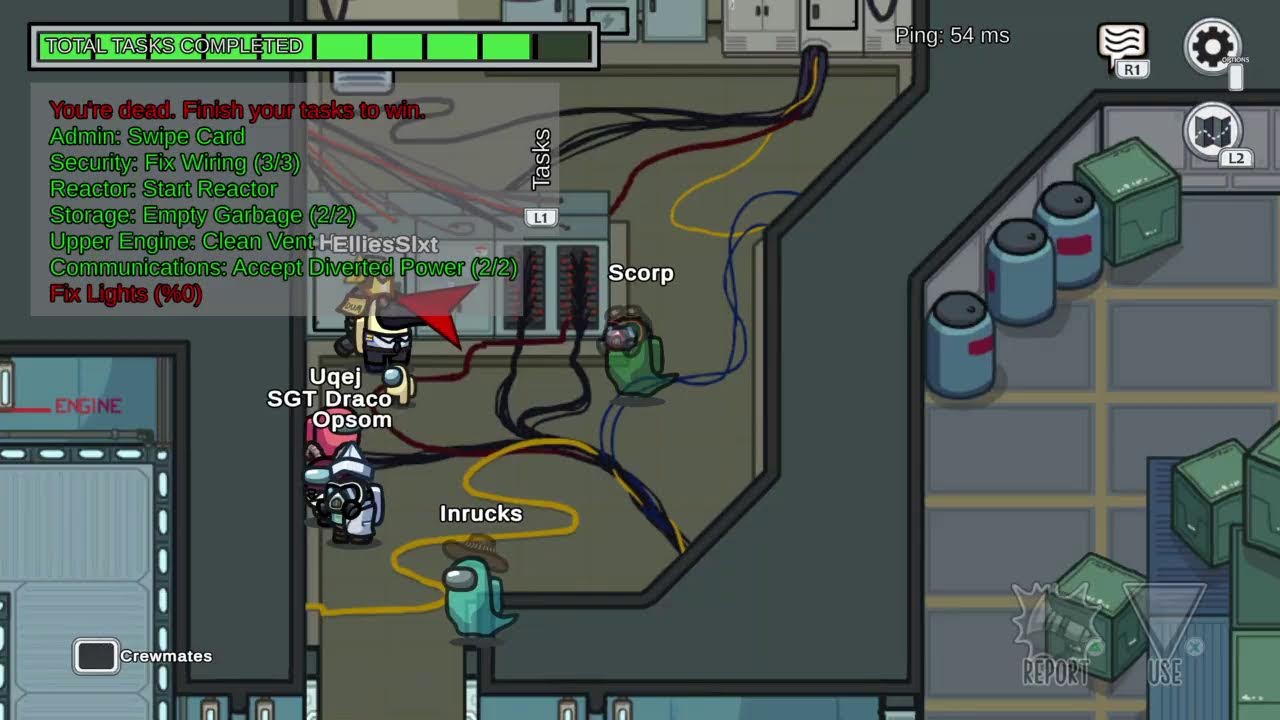 TOTAL TASKS COMPLETED
Ping: 54 ms
R1
OPTIONS
You're dead. Finish your tasks to win.
Admin: Swipe Card
Security: Fix Wiring (3/3)
Reactor: Start Reactor
Storage: Empty Garbage (2/2)
Upper Engine: Clean Vent
Communications: Accept Diverted Power (2/2)
Fix Lights (%0)
Tasks
L1
L2
HElliesSlxt
Scorp
DUM
Uqej
SGT Draco
Opsom
ENGINE
Inrucks
Crewmates
REPORT
USE